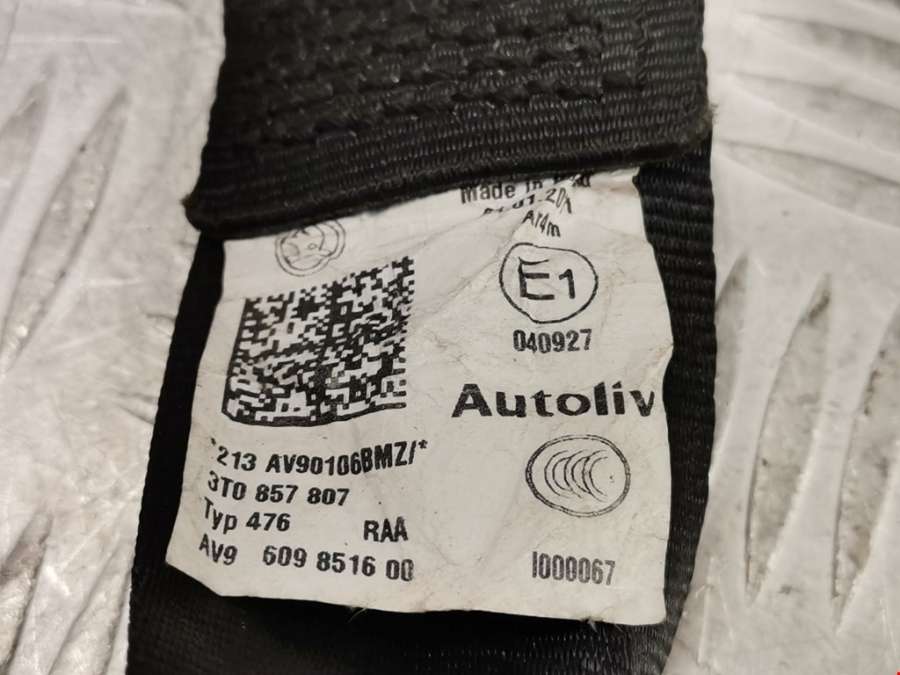 Made in
E1
040927
Autoliv
*213 AV90106BMZ/*
3T0 857 807
Typ 476 RAA
AV9 609 8516 00
I000067